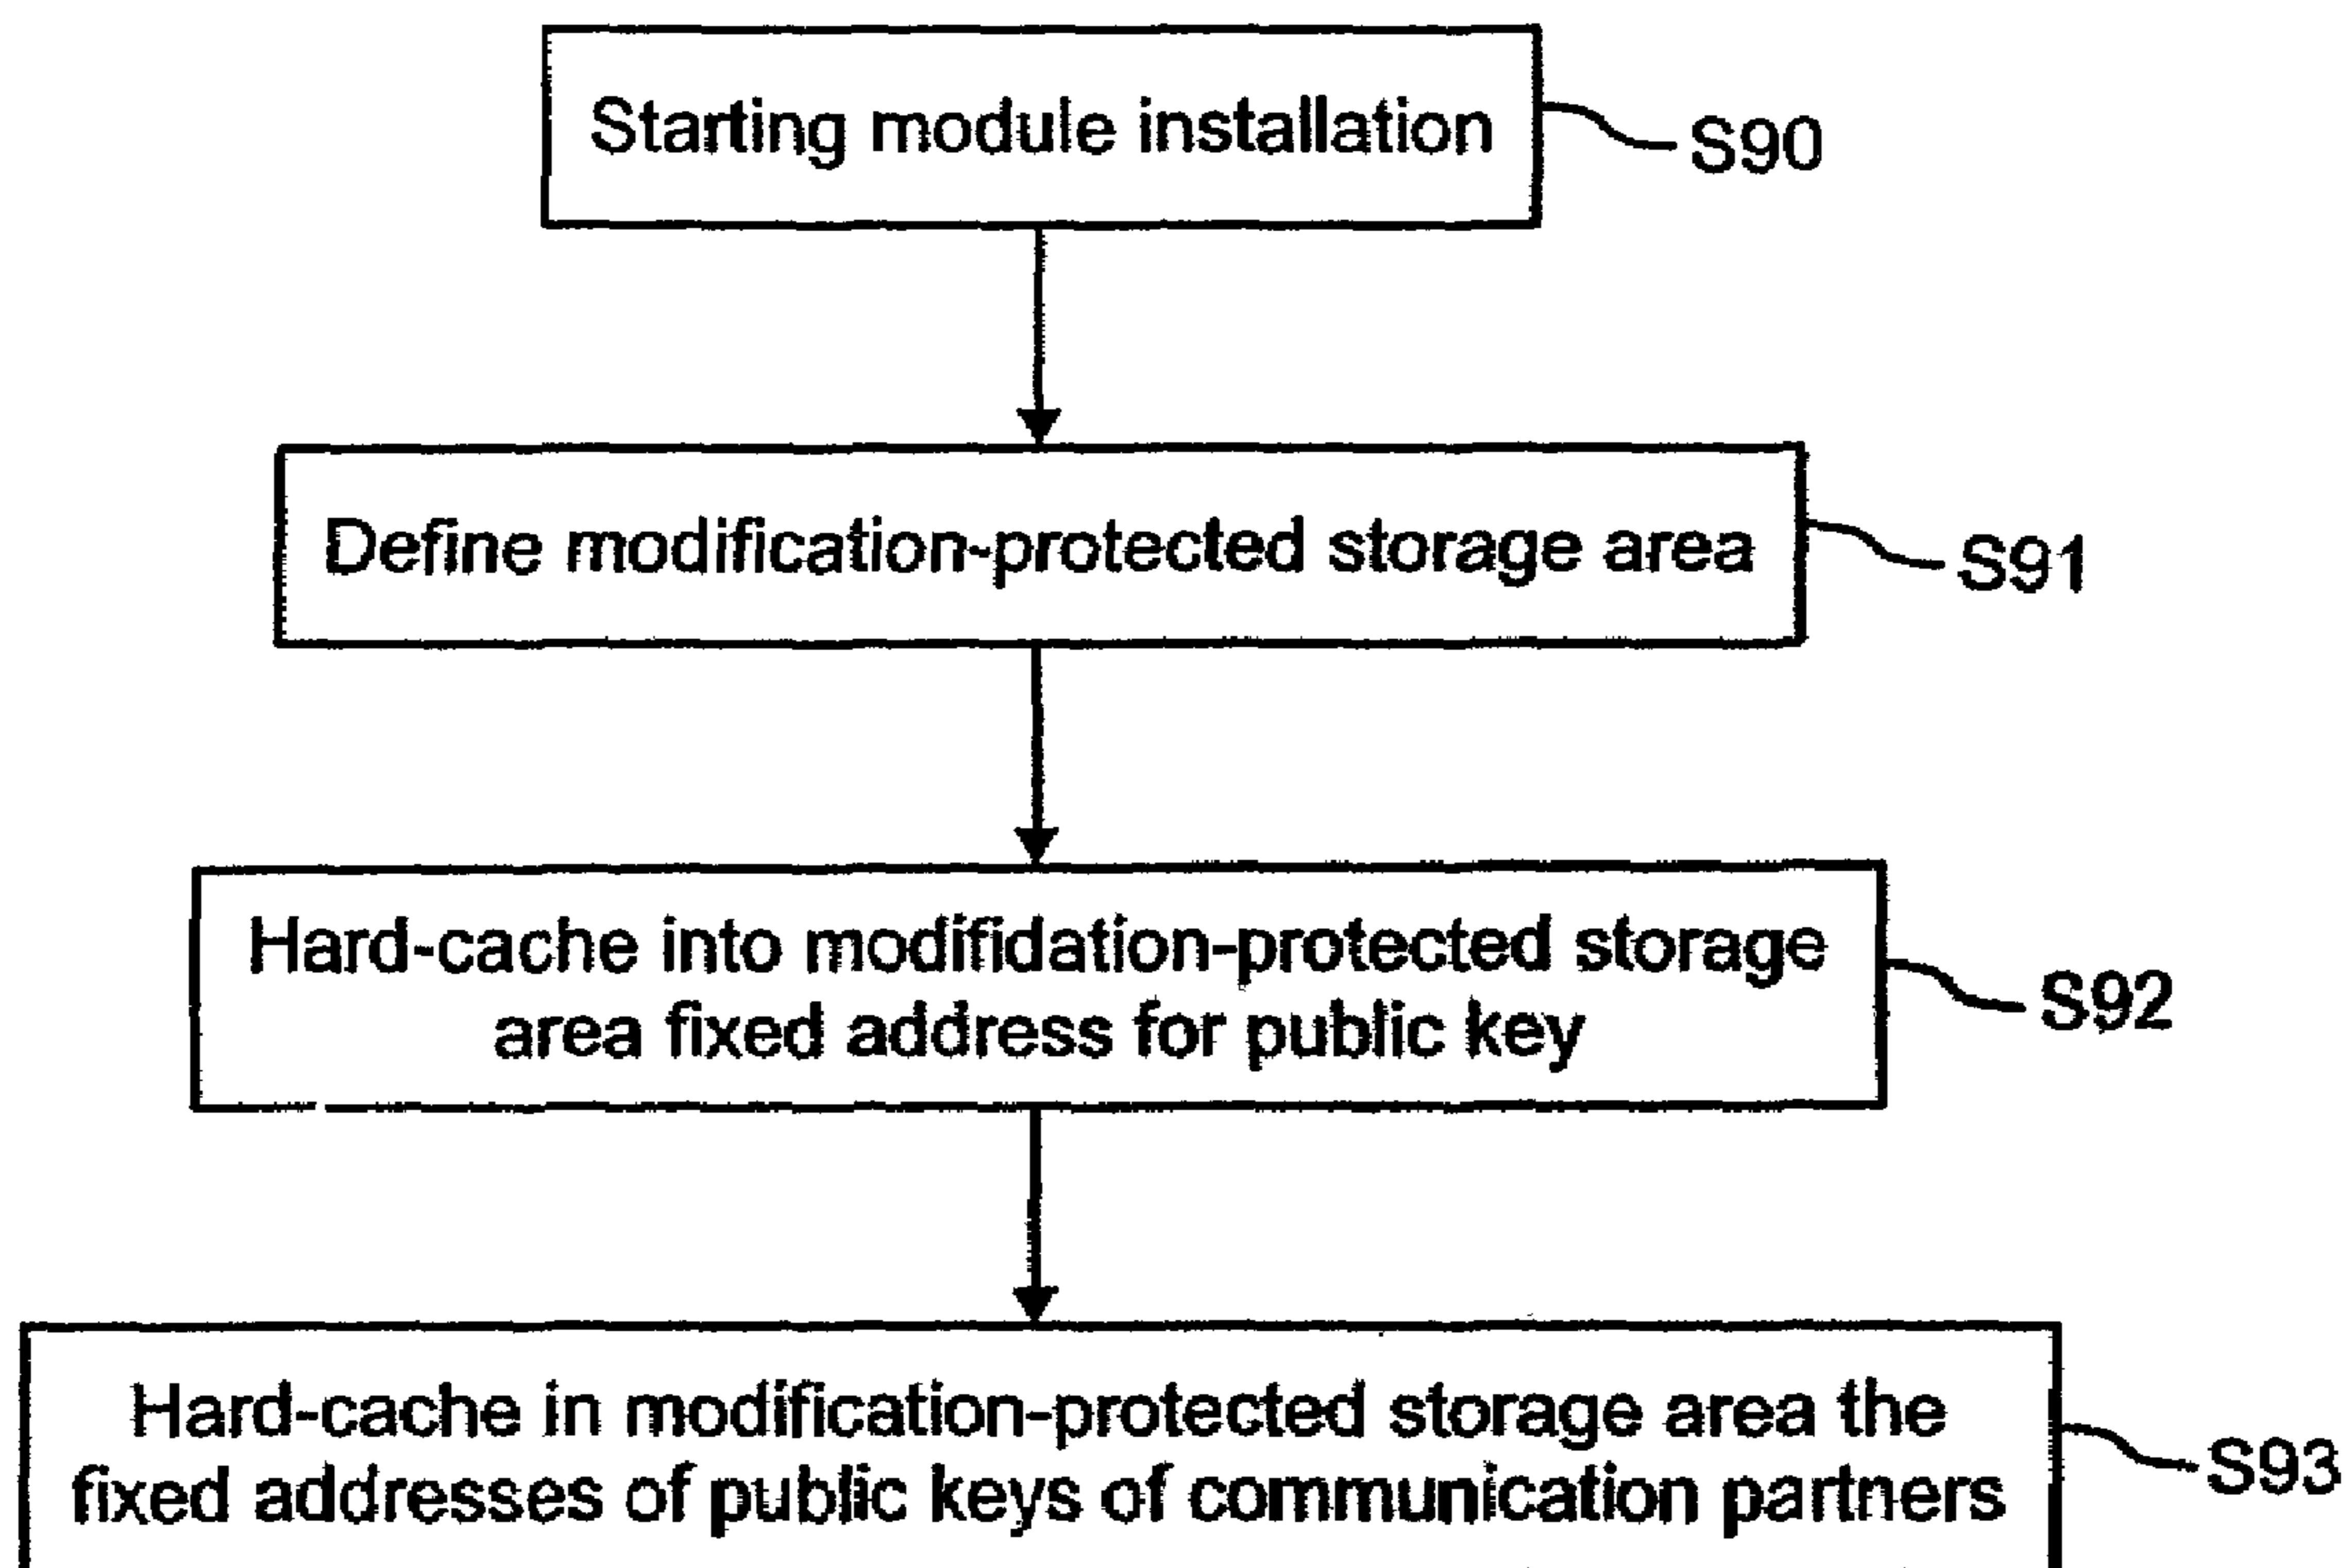 Starting module installation
S90
Define modification-protected storage area
S91
Hard-cache into modifidation-protected storage
area fixed address for public key
S92
Hard-cache in modification-protected storage area the
fixed addresses of public keys of communication partners
S93